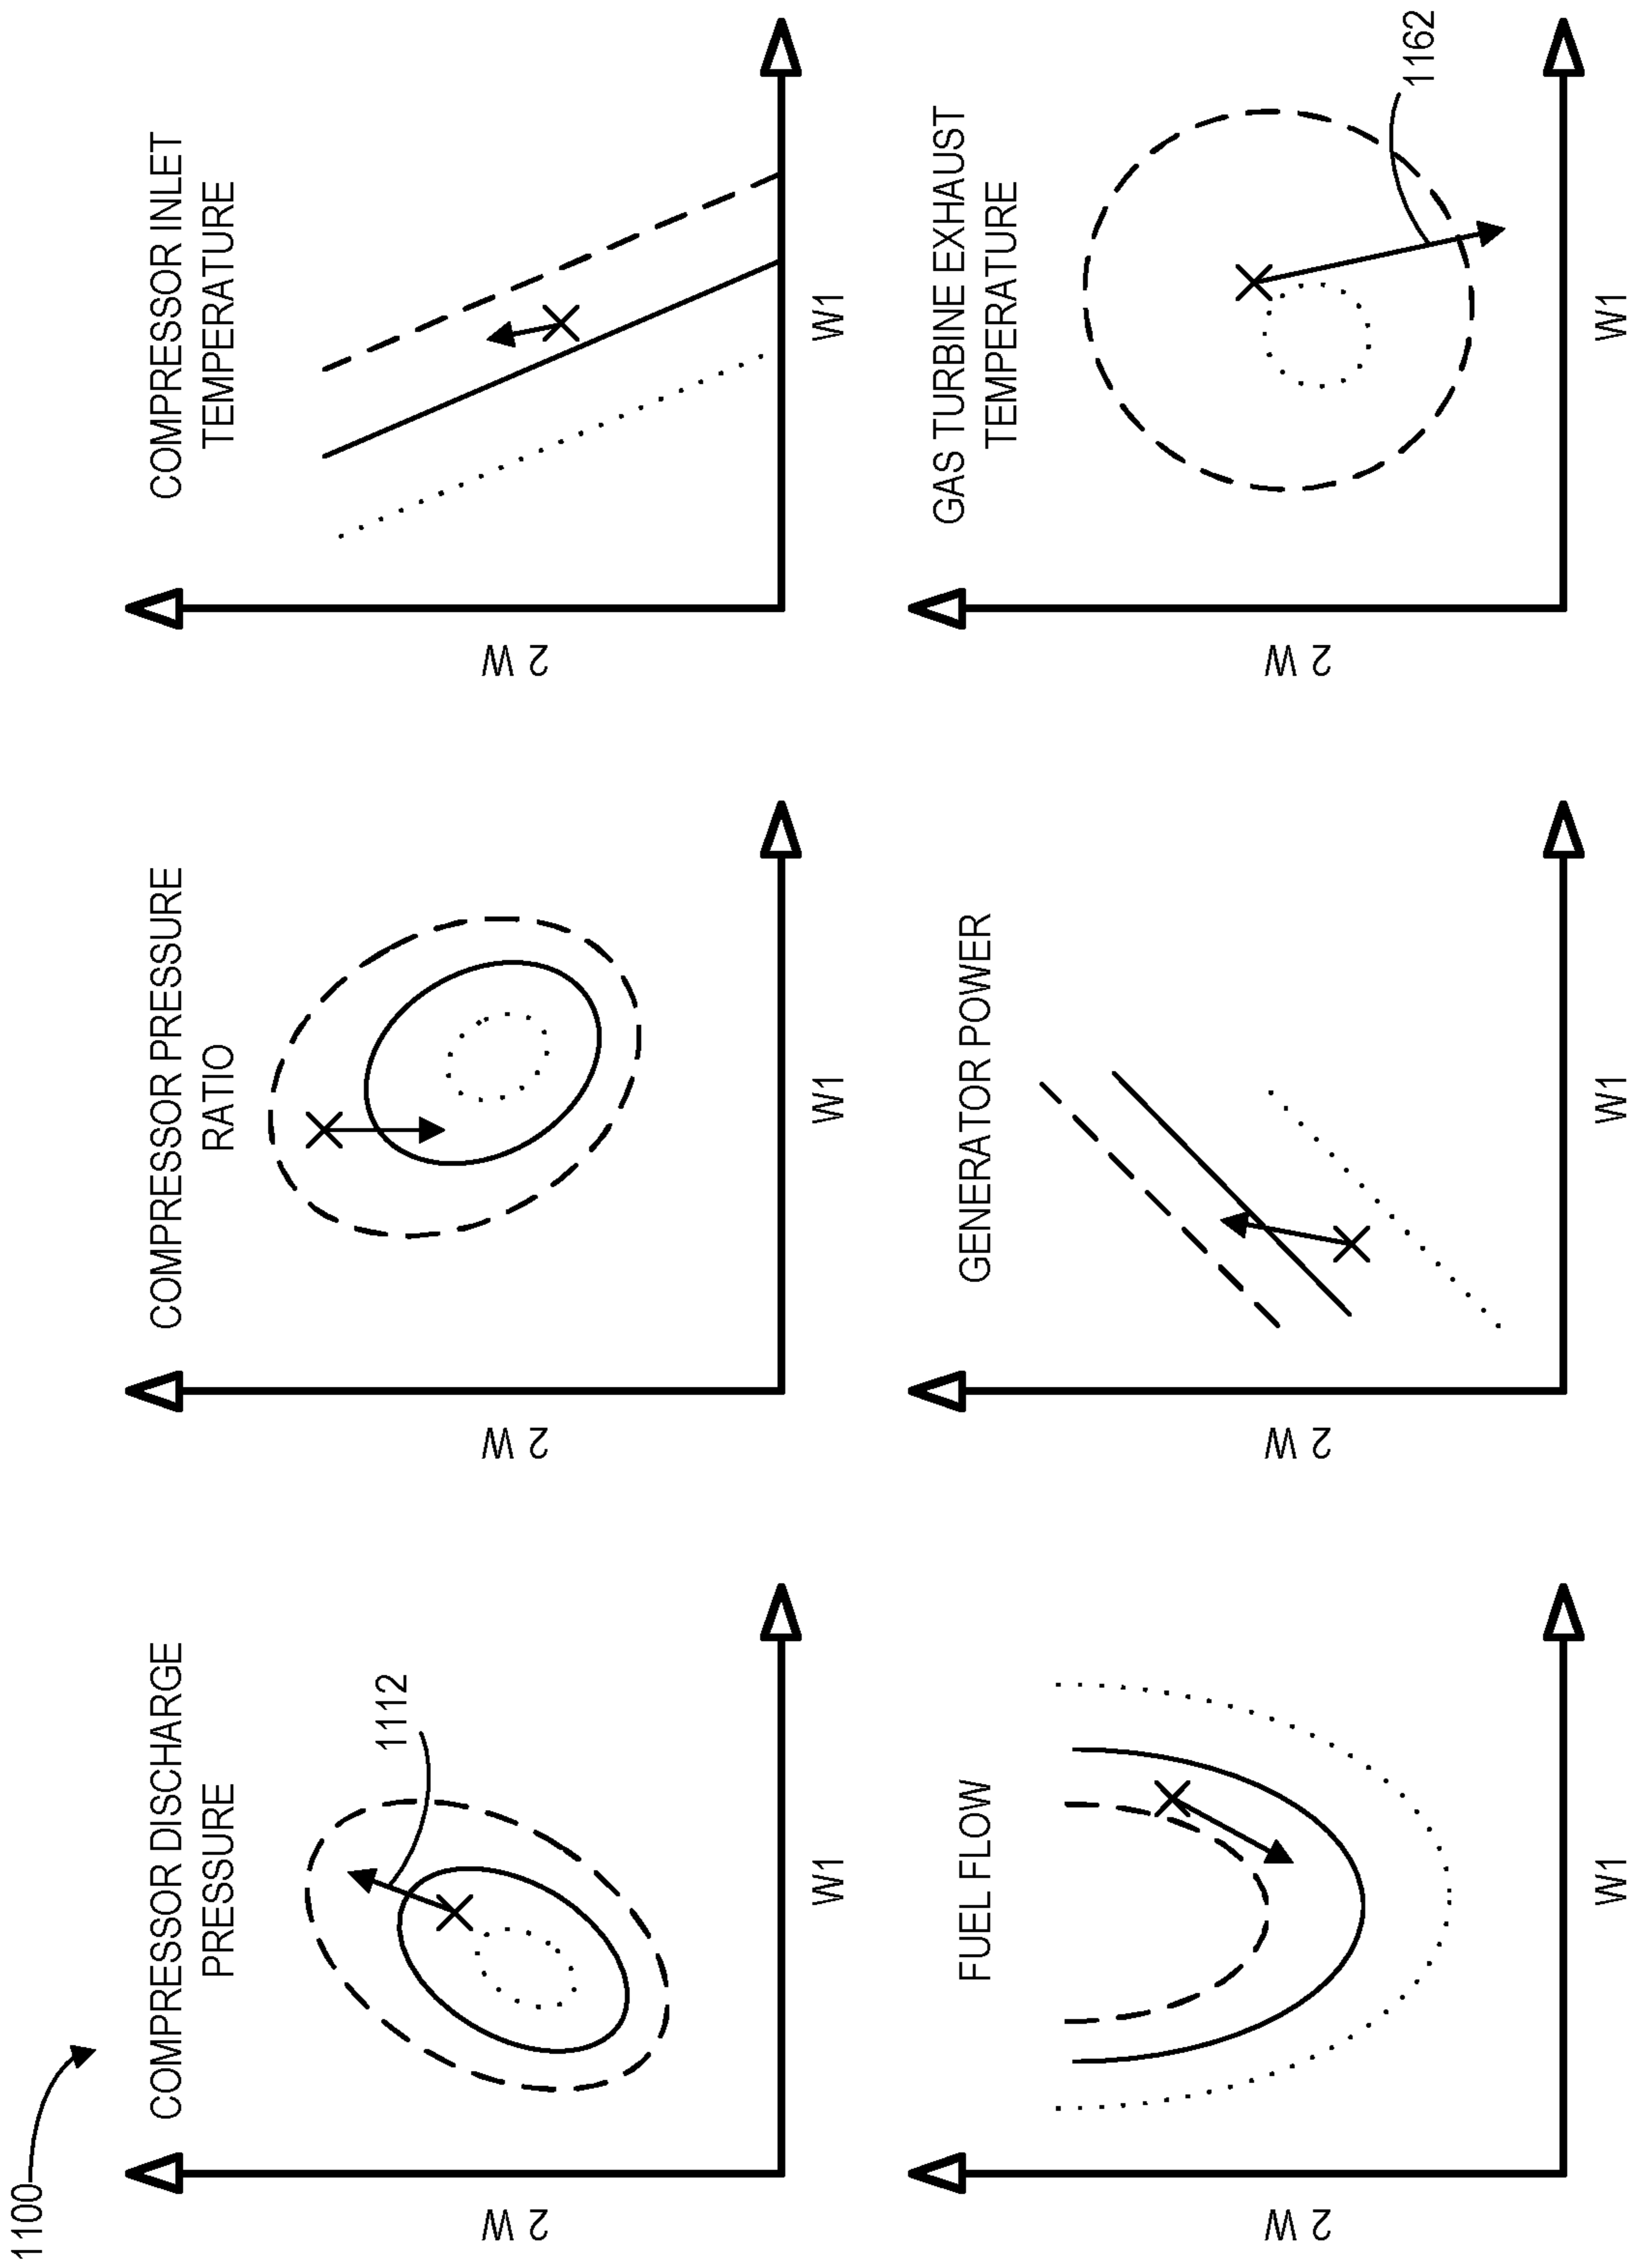 1100
COMPRESSOR DISCHARGE
PRESSURE
1112
2 W
W1
COMPRESSOR PRESSURE
RATIO
2 W
W1
COMPRESSOR INLET
TEMPERATURE
2 W
W1
FUEL FLOW
2 W
W1
GENERATOR POWER
2 W
W1
GAS TURBINE EXHAUST
TEMPERATURE
1162
2 W
W1